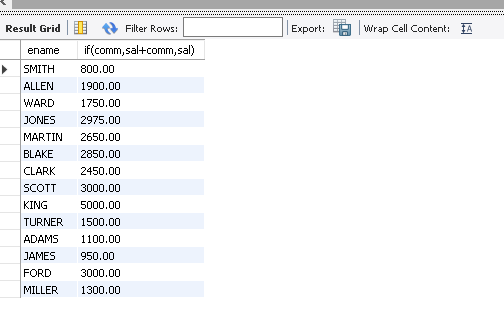 Result Grid Filter Rows: Export: Wrap Cell Content: IA
ename if(comm,sal+comm,sal)
SMITH 800.00
ALLEN 1900.00
WARD 1750.00
JONES 2975.00
MARTIN 2650.00
BLAKE 2850.00
CLARK 2450.00
SCOTT 3000.00
KING 5000.00
TURNER 1500.00
ADAMS 1100.00
JAMES 950.00
FORD 3000.00
MILLER 1300.00